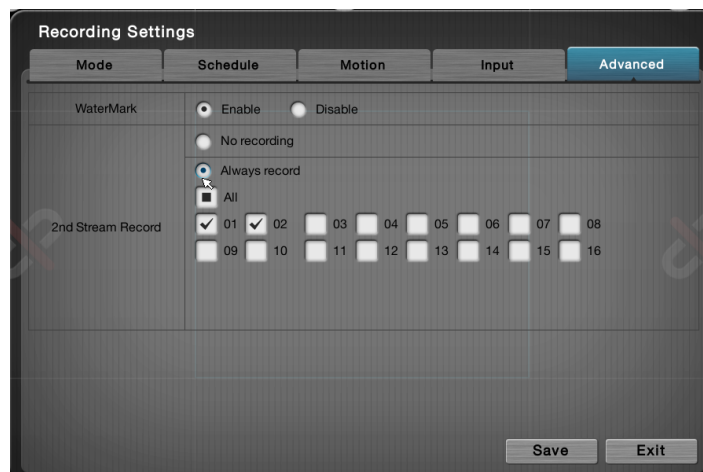 Recording Settings
Mode Schedule Motion Input Advanced
WaterMark Enable Disable
No recording
Always record
All
2nd Stream Record
01 02 03 04 05 06 07 08
09 10 11 12 13 14 15 16
Save Exit